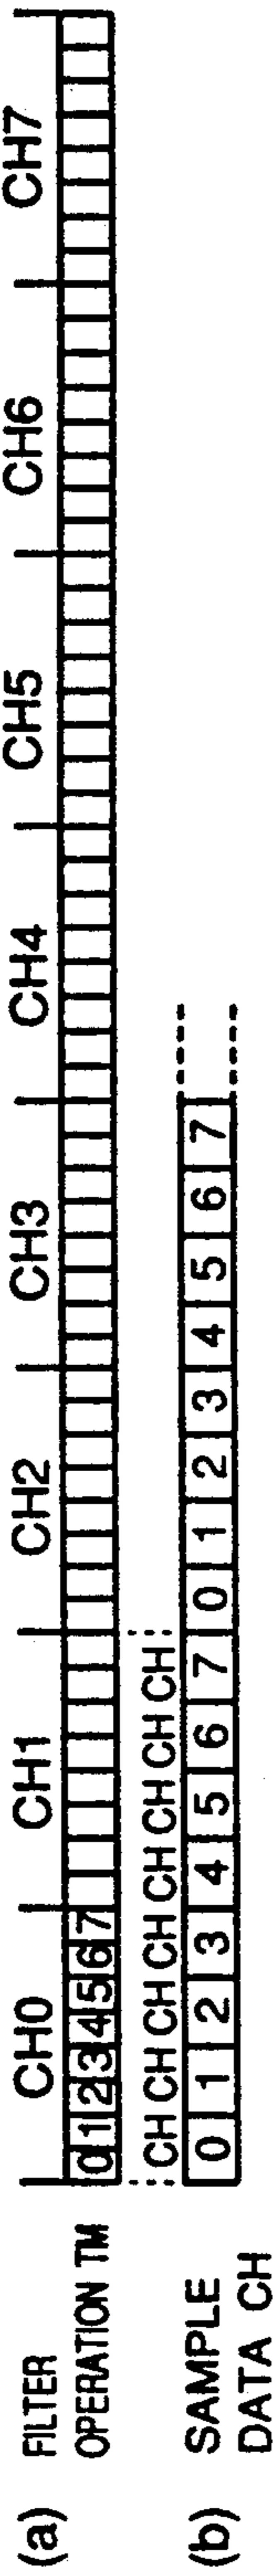 CH0 CH1 CH2 CH3 CH4 CH5 CH6 CH7
(a) FILTER
OPERATION TM 0 1 2 3 4 5 6 7
CH CH CH CH CH CH CH CH
(b) SAMPLE
DATA CH 0 1 2 3 4 5 6 7 0 1 2 3 4 5 6 7